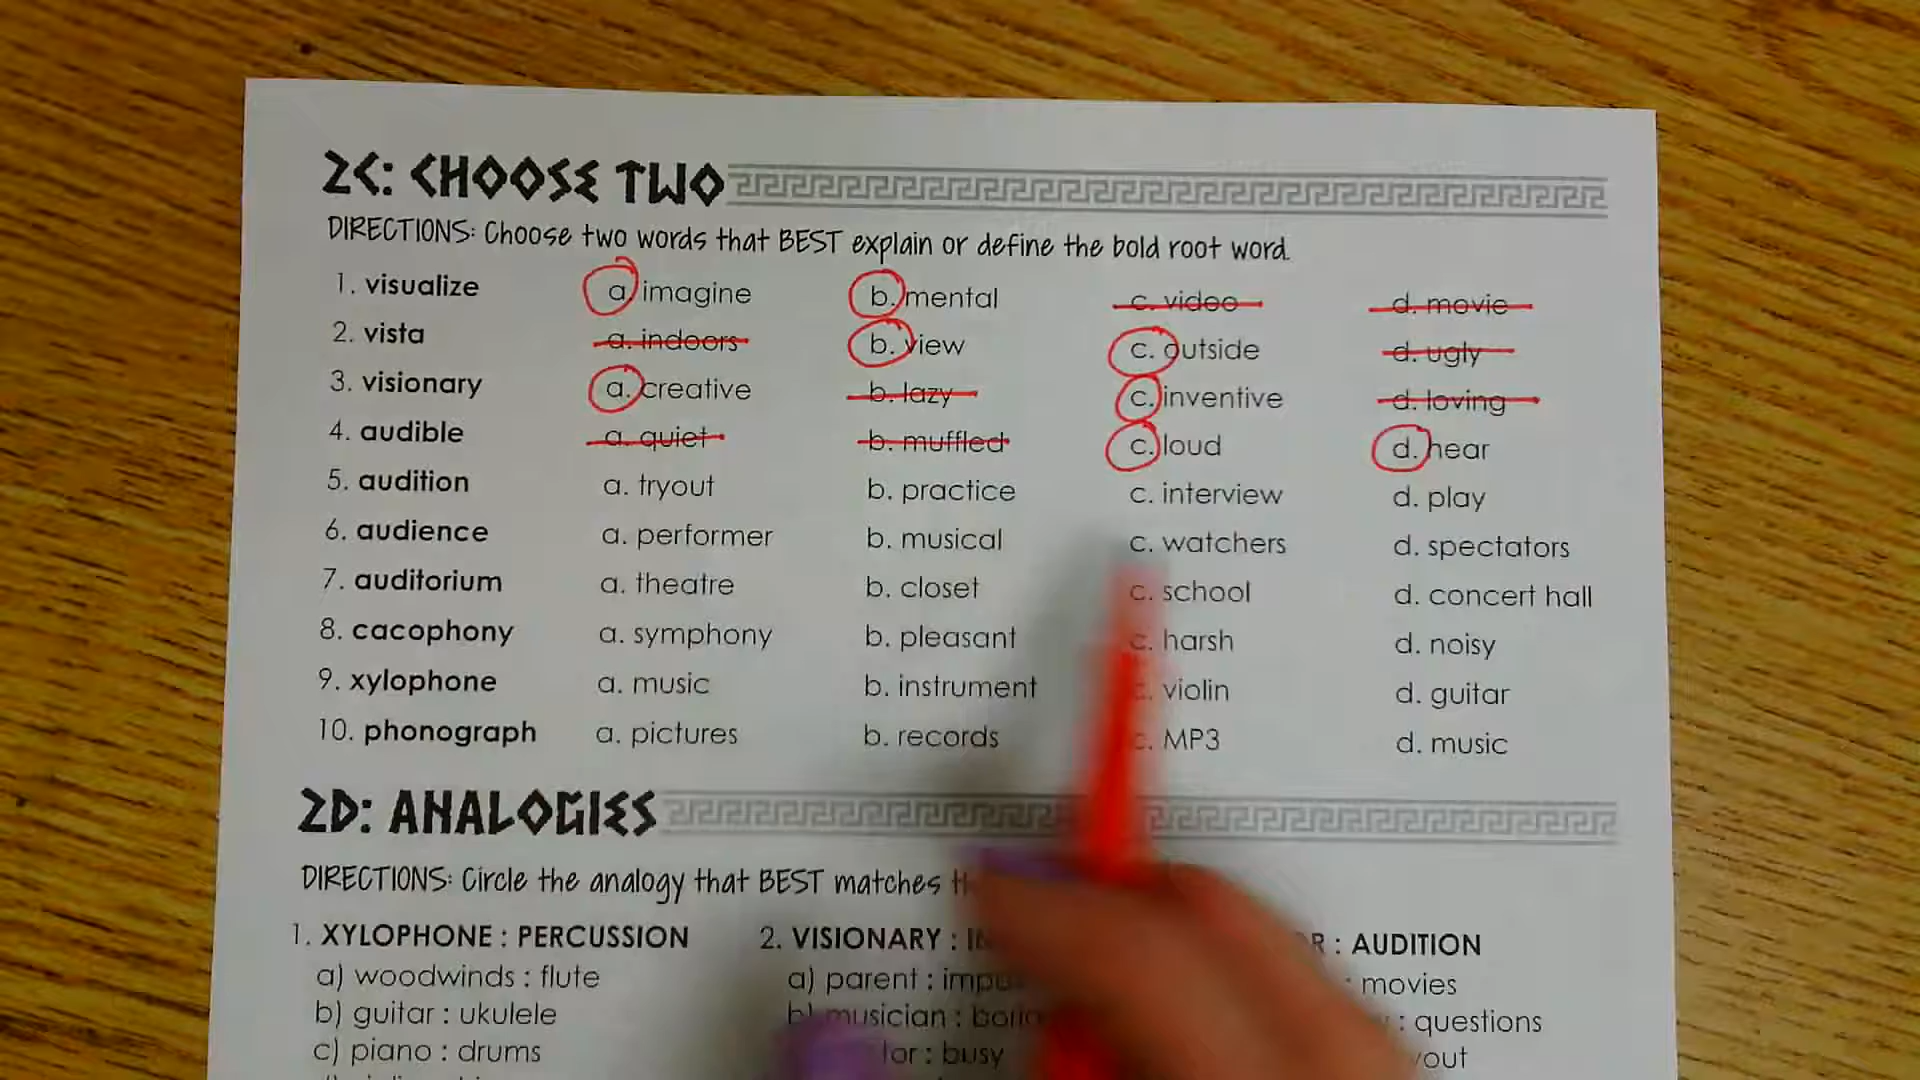 2C: CHOOSE TWO
DIRECTIONS: Choose two words that BEST explain or define the bold root word.
1. visualize a. imagine b. mental c. video d. movie
2. vista a. indoors b. view c. outside d. ugly
3. visionary a. creative b. lazy c. inventive d. loving
4. audible a. quiet b. muffled c. loud d. hear
5. audition a. tryout b. practice c. interview d. play
6. audience a. performer b. musical c. watchers d. spectators
7. auditorium a. theatre b. closet c. school d. concert hall
8. cacophony a. symphony b. pleasant c. harsh d. noisy
9. xylophone a. music b. instrument c. violin d. guitar
10. phonograph a. pictures b. records c. MP3 d. music
2D: ANALOGIES
DIRECTIONS: Circle the analogy that BEST matches
1. XYLOPHONE : PERCUSSION 2. VISIONARY : : AUDITION
a) woodwinds : flute a) parent : : movies
b) guitar : ukulele b) musician : : questions
c) piano : drums : busy